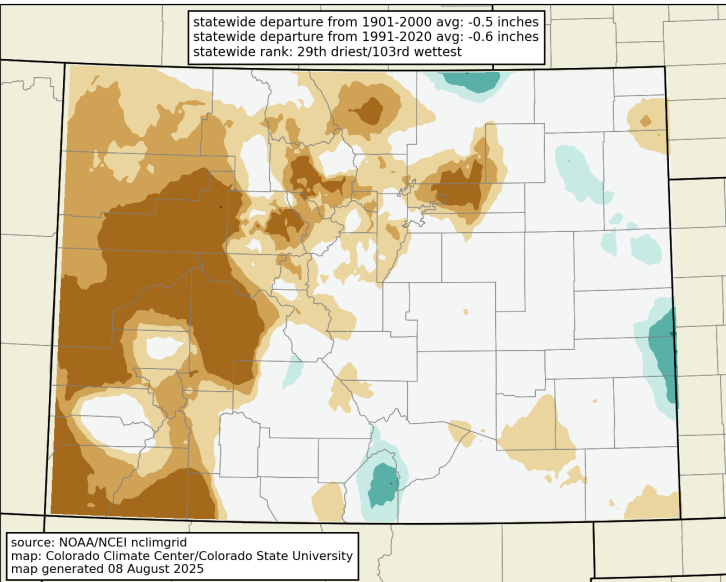 statewide departure from 1901-2000 avg: -0.5 inches
statewide departure from 1991-2020 avg: -0.6 inches
statewide rank: 29th driest/103rd wettest
source: NOAA/NCEI nclimgrid
map: Colorado Climate Center/Colorado State University
map generated 08 August 2025